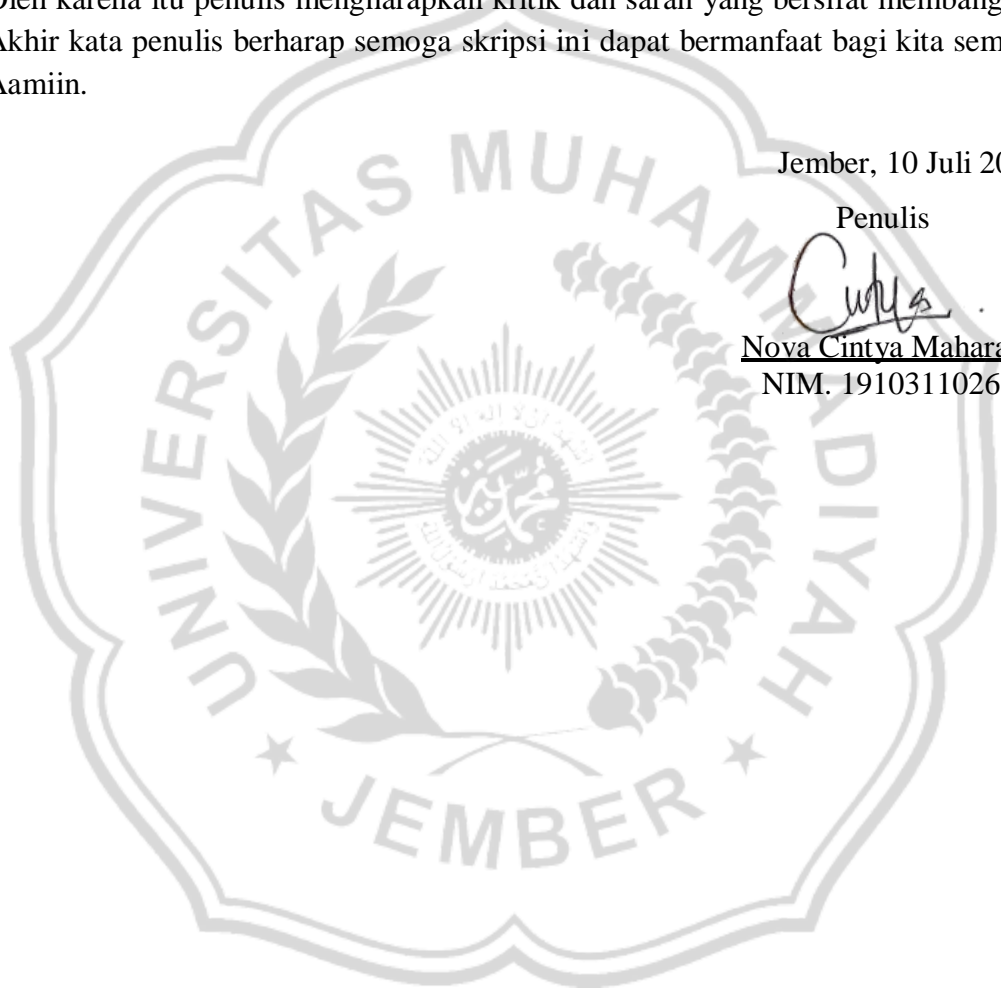 Oleh karena itu penulis mengharapkan kritik dan saran yang bersifat membang
Akhir kata penulis berharap semoga skripsi ini dapat bermanfaat bagi kita sem
Aamiin.
Jember, 10 Juli 20
Penulis
Nova Cintya Mahara
NIM. 1910311026
UNIVERSITAS MUHAMMADIYAH
JEMBER